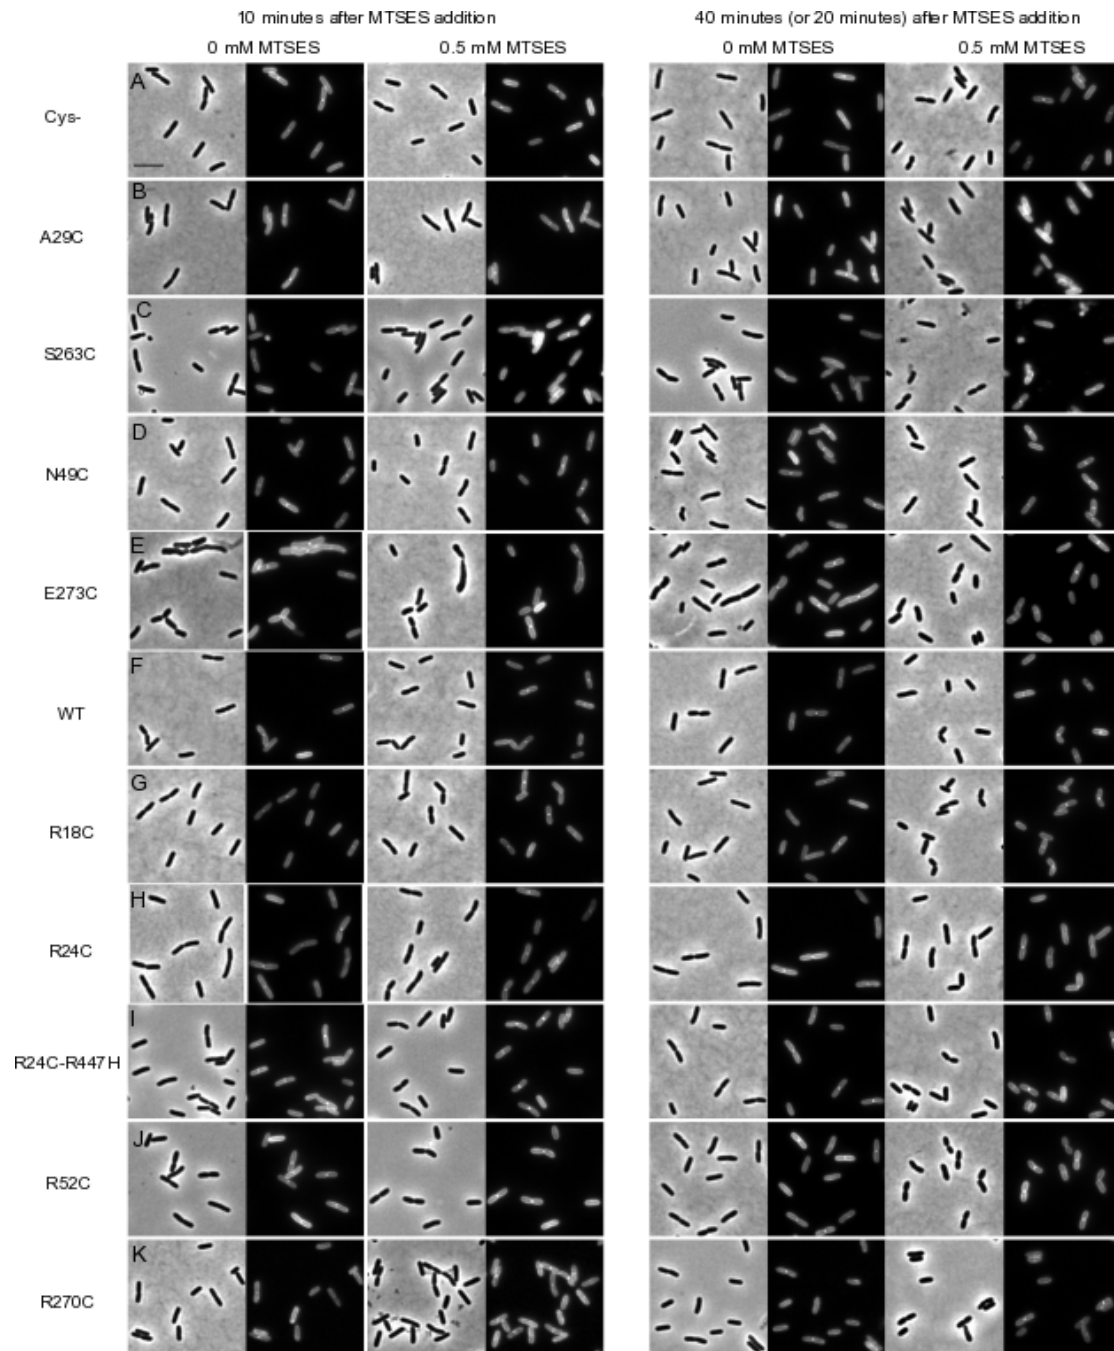 10 minutes after MTSES addition
40 minutes (or 20 minutes) after MTSES addition
0 mM MTSES
0.5 mM MTSES
0 mM MTSES
0.5 mM MTSES
A
Cys-
B
A29C
C
S263C
D
N49C
E
E273C
F
WT
G
R18C
H
R24C
I
R24C-R447H
J
R52C
K
R270C